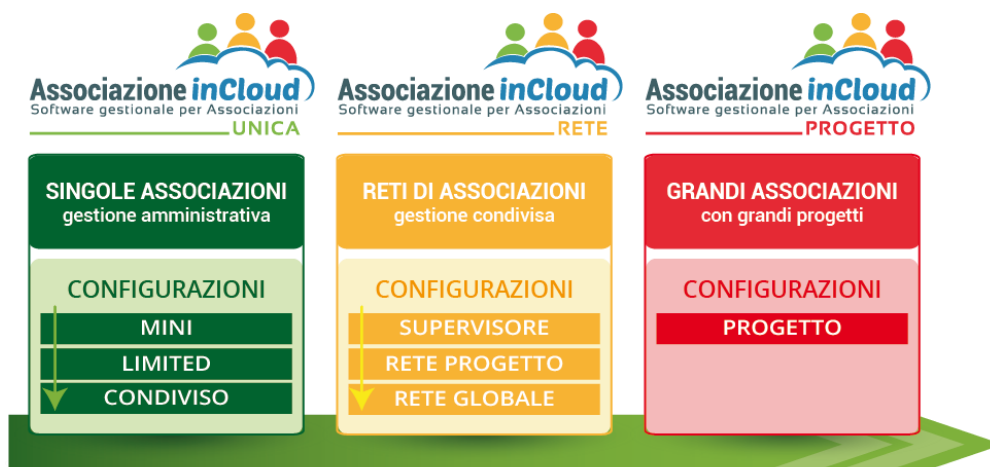 Associazione inCloud
Software gestionale per Associazioni
UNICA
SINGOLE ASSOCIAZIONI
gestione amministrativa
CONFIGURAZIONI
MINI
LIMITED
CONDIVISO
Associazione inCloud
Software gestionale per Associazioni
RETE
RETI DI ASSOCIAZIONI
gestione condivisa
CONFIGURAZIONI
SUPERVISORE
RETE PROGETTO
RETE GLOBALE
Associazione inCloud
Software gestionale per Associazioni
PROGETTO
GRANDI ASSOCIAZIONI
con grandi progetti
CONFIGURAZIONI
PROGETTO